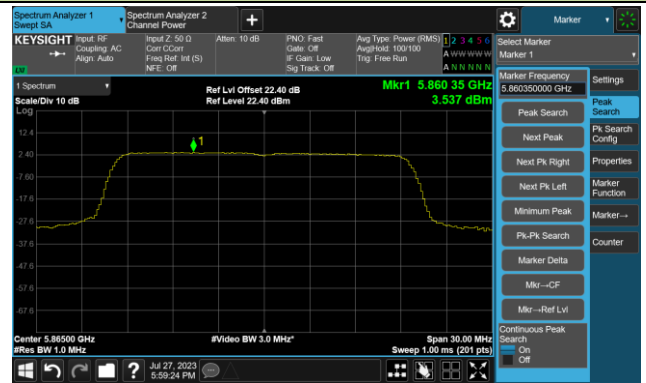 Spectrum Analyzer 1
Swept SA
Spectrum Analyzer 2
Channel Power
+
Marker
KEYSIGHT
Input: RF
Coupling: AC
Align: Auto
Input Z: 50 Ω
Corr CCorr
Freq Ref: Int (S)
NFE: Off
Atten: 10 dB
PNO: Fast
Gate: Off
IF Gain: Low
Sig Track: Off
Avg Type: Power (RMS)
Avg|Hold: 100/100
Trig: Free Run
1 2 3 4 5 6
A W W W W W
A N N N N N
LW
Select Marker
Marker 1
1 Spectrum
Scale/Div 10 dB
Log
Ref Lvl Offset 22.40 dB
Ref Level 22.40 dBm
Mkr1 5.860 35 GHz
3.537 dBm
12.4
2.40
-7.60
-17.6
-27.6
-37.6
-47.6
-57.6
-67.6
1
Center 5.86500 GHz
#Res BW 1.0 MHz
#Video BW 3.0 MHz*
Span 30.00 MHz
Sweep 1.00 ms (201 pts)
Marker Frequency
5.860350000 GHz
Peak Search
Next Peak
Next Pk Right
Next Pk Left
Minimum Peak
Pk-Pk Search
Marker Delta
Mkr→CF
Mkr→Ref Lvl
Continuous Peak
Search
On
Off
Settings
Peak
Search
Pk Search
Config
Properties
Marker
Function
Marker→
Counter
?
Jul 27, 2023
5:59:24 PM